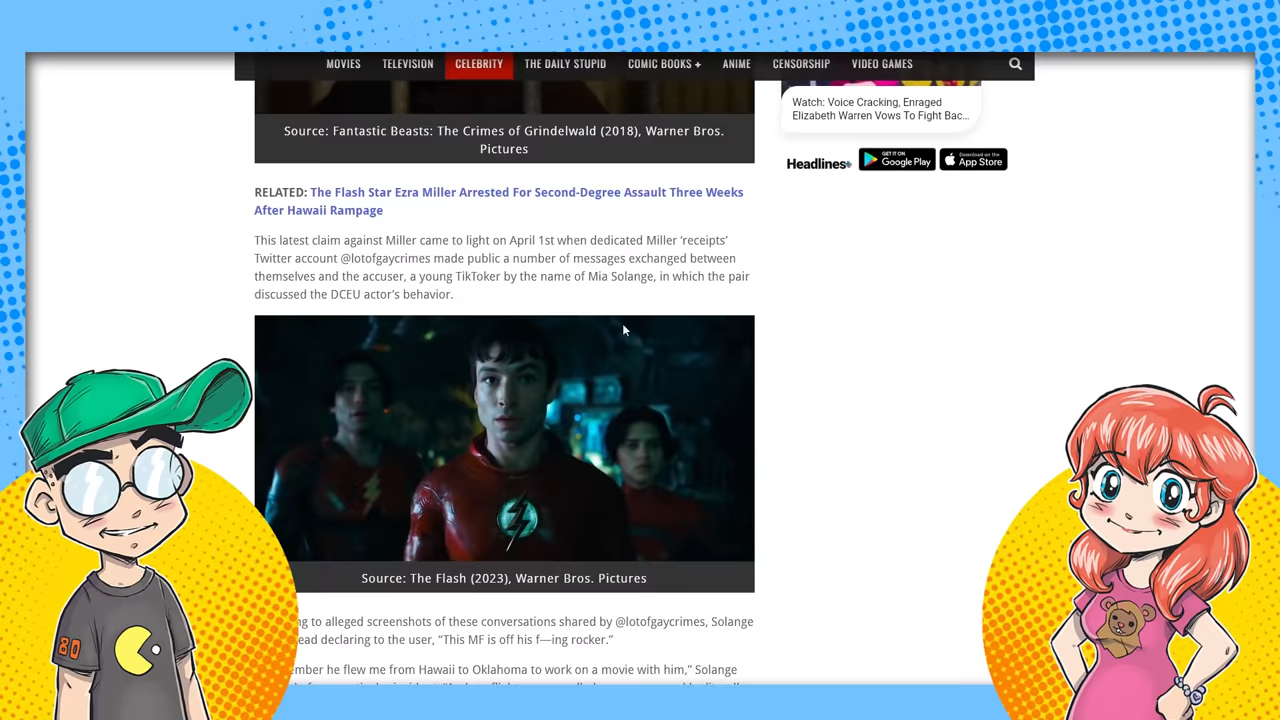 MOVIES TELEVISION CELEBRITY THE DAILY STUPID COMIC BOOKS + ANIME CENSORSHIP VIDEO GAMES
Source: Fantastic Beasts: The Crimes of Grindelwald (2018), Warner Bros.
Pictures
Watch: Voice Cracking, Enraged
Elizabeth Warren Vows To Fight Bac...
Headlines
GET IT ON
Google Play
Download on the
App Store
RELATED: The Flash Star Ezra Miller Arrested For Second-Degree Assault Three Weeks
After Hawaii Rampage
This latest claim against Miller came to light on April 1st when dedicated Miller ‘receipts’
Twitter account @lotofgaycrimes made public a number of messages exchanged between
themselves and the accuser, a young TikToker by the name of Mia Solange, in which the pair
discussed the DCEU actor’s behavior.
Source: The Flash (2023), Warner Bros. Pictures
ng to alleged screenshots of these conversations shared by @lotofgaycrimes, Solange
ead declaring to the user, “This MF is off his f—ing rocker.”
mber he flew me from Hawaii to Oklahoma to work on a movie with him,” Solange
80